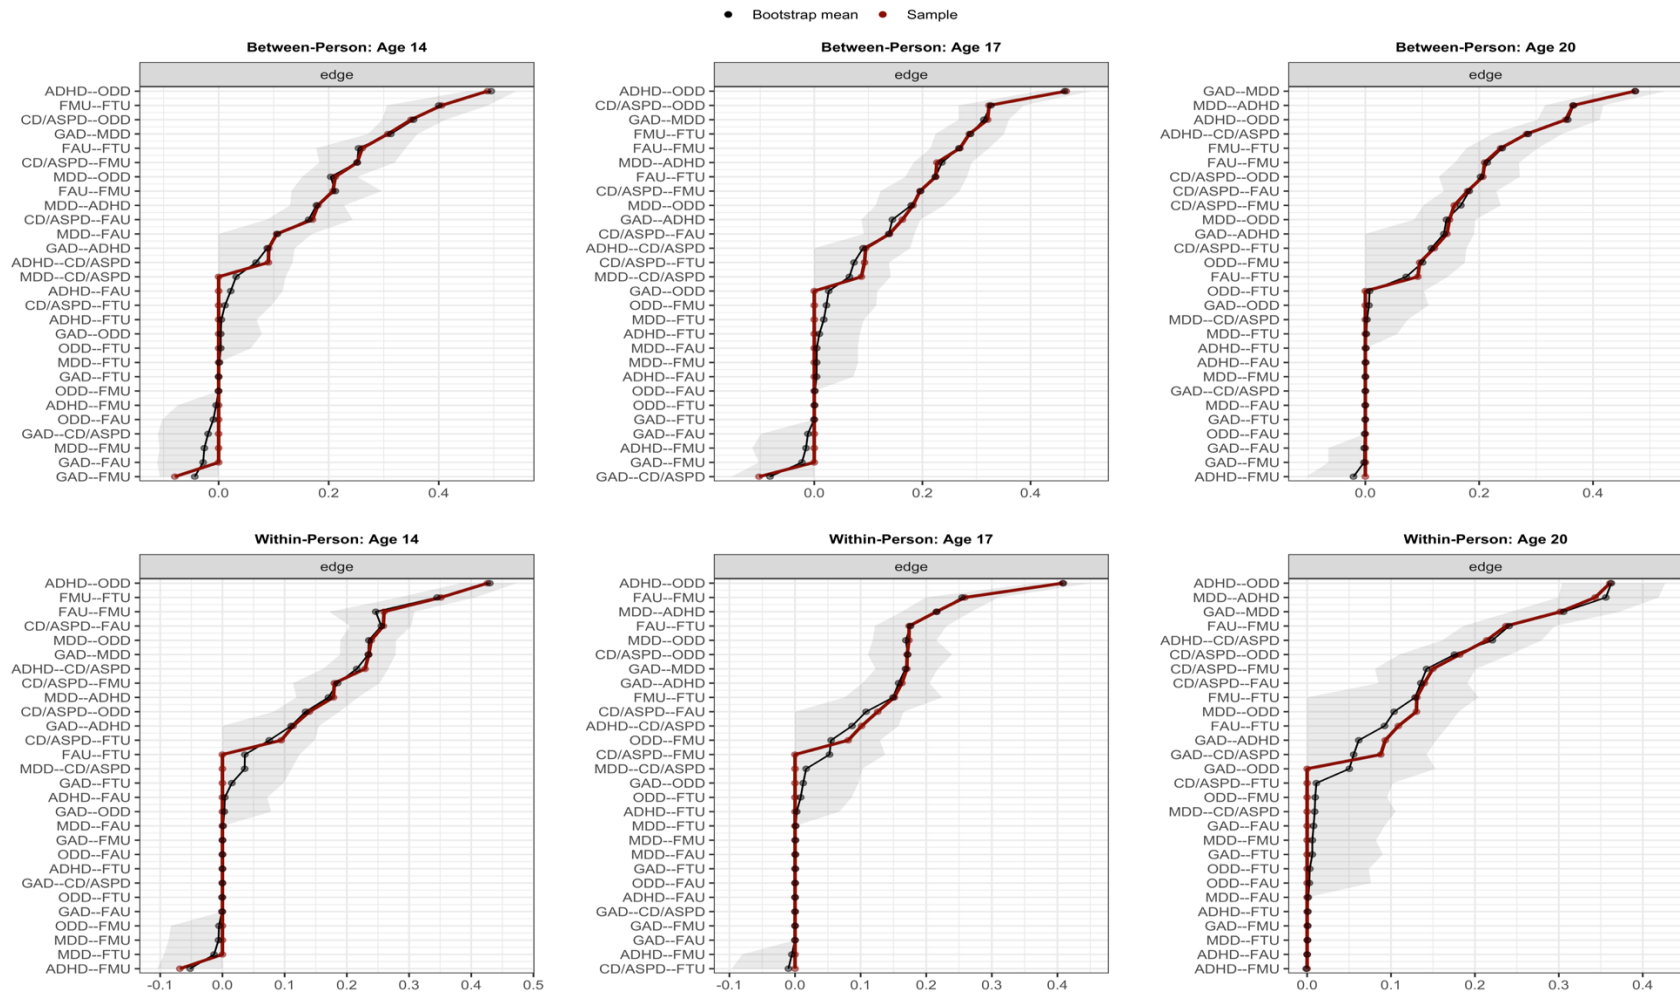 Bootstrap mean Sample
Between-Person: Age 14
edge
ADHD--ODD
FMU--FTU
CD/ASPD--ODD
GAD--MDD
FAU--FTU
CD/ASPD--FMU
MDD--ODD
FAU--FMU
MDD--ADHD
CD/ASPD--FAU
MDD--FAU
GAD--ADHD
ADHD--CD/ASPD
MDD--CD/ASPD
ADHD--FAU
CD/ASPD--FTU
ADHD--FTU
GAD--ODD
ODD--FTU
MDD--FTU
GAD--FTU
ODD--FMU
ADHD--FMU
ODD--FAU
GAD--CD/ASPD
MDD--FMU
GAD--FAU
GAD--FMU
0.0 0.2 0.4
Between-Person: Age 17
edge
ADHD--ODD
CD/ASPD--ODD
GAD--MDD
FMU--FTU
FAU--FMU
MDD--ADHD
FAU--FTU
CD/ASPD--FMU
MDD--ODD
GAD--ADHD
CD/ASPD--FAU
ADHD--CD/ASPD
CD/ASPD--FTU
MDD--CD/ASPD
GAD--ODD
ODD--FMU
MDD--FTU
ADHD--FTU
MDD--FAU
MDD--FMU
ADHD--FAU
ODD--FAU
ODD--FTU
GAD--FTU
GAD--FAU
ADHD--FMU
GAD--FMU
GAD--CD/ASPD
0.0 0.2 0.4
Between-Person: Age 20
edge
GAD--MDD
MDD--ADHD
ADHD--ODD
ADHD--CD/ASPD
FMU--FTU
FAU--FMU
CD/ASPD--ODD
CD/ASPD--FAU
CD/ASPD--FMU
MDD--ODD
GAD--ADHD
CD/ASPD--FTU
ODD--FMU
FAU--FTU
ODD--FTU
GAD--ODD
MDD--CD/ASPD
MDD--FTU
ADHD--FTU
ADHD--FAU
MDD--FMU
GAD--CD/ASPD
MDD--FAU
GAD--FTU
ODD--FAU
GAD--FAU
GAD--FMU
ADHD--FMU
0.0 0.2 0.4
Within-Person: Age 14
edge
ADHD--ODD
FMU--FTU
FAU--FMU
CD/ASPD--FAU
MDD--ODD
GAD--MDD
ADHD--CD/ASPD
CD/ASPD--FMU
MDD--ADHD
CD/ASPD--ODD
GAD--ADHD
CD/ASPD--FTU
FAU--FTU
MDD--CD/ASPD
GAD--FTU
ADHD--FAU
GAD--ODD
MDD--FAU
GAD--FMU
ODD--FAU
ADHD--FTU
GAD--CD/ASPD
ODD--FTU
GAD--FAU
ODD--FMU
MDD--FMU
MDD--FTU
ADHD--FMU
-0.1 0.0 0.1 0.2 0.3 0.4 0.5
Within-Person: Age 17
edge
ADHD--ODD
FAU--FMU
MDD--ADHD
FAU--FTU
MDD--ODD
CD/ASPD--ODD
GAD--MDD
GAD--ADHD
FMU--FTU
CD/ASPD--FAU
ADHD--CD/ASPD
ODD--FMU
CD/ASPD--FMU
MDD--CD/ASPD
GAD--ODD
ODD--FTU
ADHD--FTU
MDD--FTU
MDD--FMU
MDD--FAU
GAD--FTU
ODD--FAU
ADHD--FAU
GAD--CD/ASPD
GAD--FMU
GAD--FAU
ADHD--FMU
CD/ASPD--FTU
-0.1 0.0 0.1 0.2 0.3 0.4
Within-Person: Age 20
edge
ADHD--ODD
MDD--ADHD
GAD--MDD
FAU--FMU
ADHD--CD/ASPD
CD/ASPD--ODD
CD/ASPD--FMU
CD/ASPD--FAU
FMU--FTU
MDD--ODD
FAU--FTU
GAD--ADHD
GAD--CD/ASPD
GAD--ODD
CD/ASPD--FTU
ODD--FMU
MDD--CD/ASPD
GAD--FAU
MDD--FMU
GAD--FTU
ODD--FTU
ODD--FAU
MDD--FAU
ADHD--FTU
GAD--FMU
MDD--FTU
ADHD--FAU
ADHD--FMU
0.0 0.1 0.2 0.3 0.4